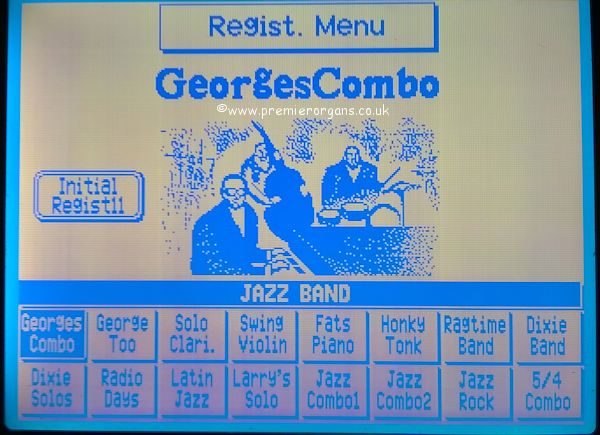 Regist. Menu
GeorgesCombo
©www.premierorgans.co.uk
Initial
Regist11
JAZZ BAND
Georges Combo
George Too
Solo Clari.
Swing Violin
Fats Piano
Honky Tonk
Ragtime Band
Dixie Band
Dixie Solos
Radio Days
Latin Jazz
Larry's Solo
Jazz Combo1
Jazz Combo2
Jazz Rock
5/4 Combo